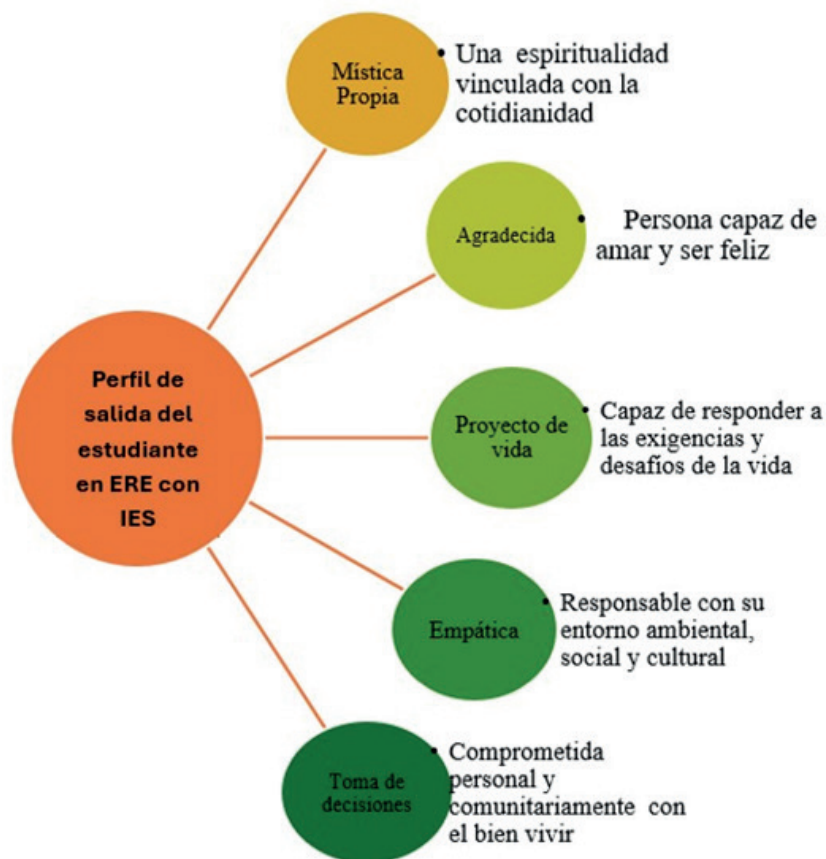 Perfil de
salida del
estudiante
en ERE con
IES
Mística
Propia
• Una espiritualidad
vinculada con la
cotidianidad
Agradecida
• Persona capaz de
amar y ser feliz
Proyecto de
vida
• Capaz de responder a
las exigencias y
desafíos de la vida
Empática
• Responsable con su
entorno ambiental,
social y cultural
Toma de
decisiones
• Comprometida
personal y
comunitariamente con
el bien vivir